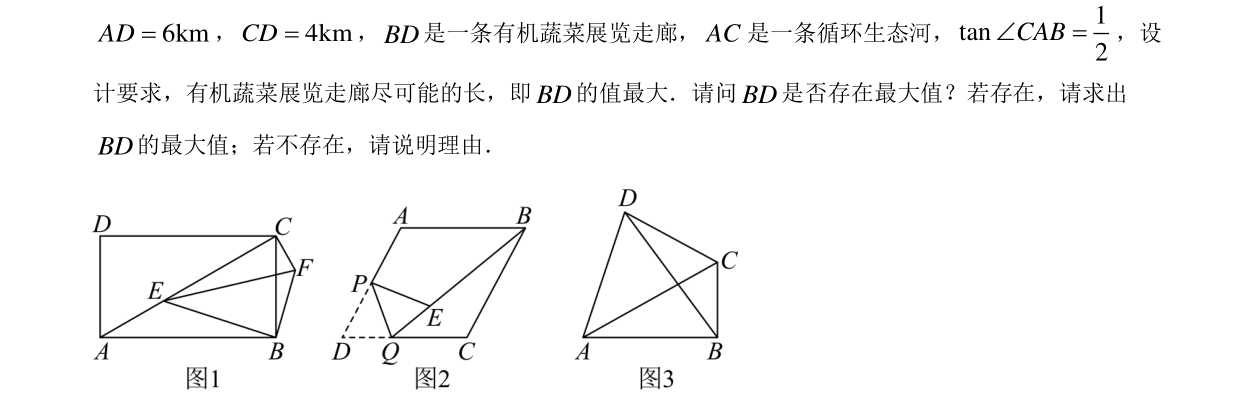 AD = 6km，CD = 4km，BD是一条有机蔬菜展览走廊，AC是一条循环生态河，tan∠CAB = 1/2，设
计要求，有机蔬菜展览走廊尽可能的长，即BD的值最大．请问BD是否存在最大值？若存在，请求出
BD的最大值；若不存在，请说明理由．
D C F E A B
图1
A B P E D Q C
图2
D C A B
图3